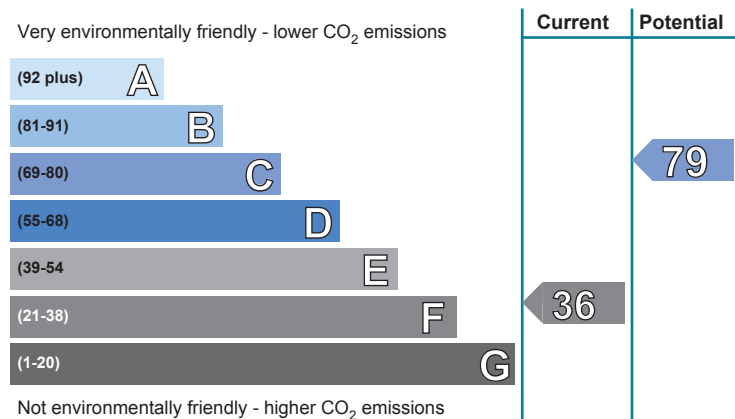 Current Potential
Very environmentally friendly - lower CO₂ emissions
(92 plus) A
(81-91) B
(69-80) C
79
(55-68) D
(39-54 E
(21-38) F
36
(1-20) G
Not environmentally friendly - higher CO₂ emissions